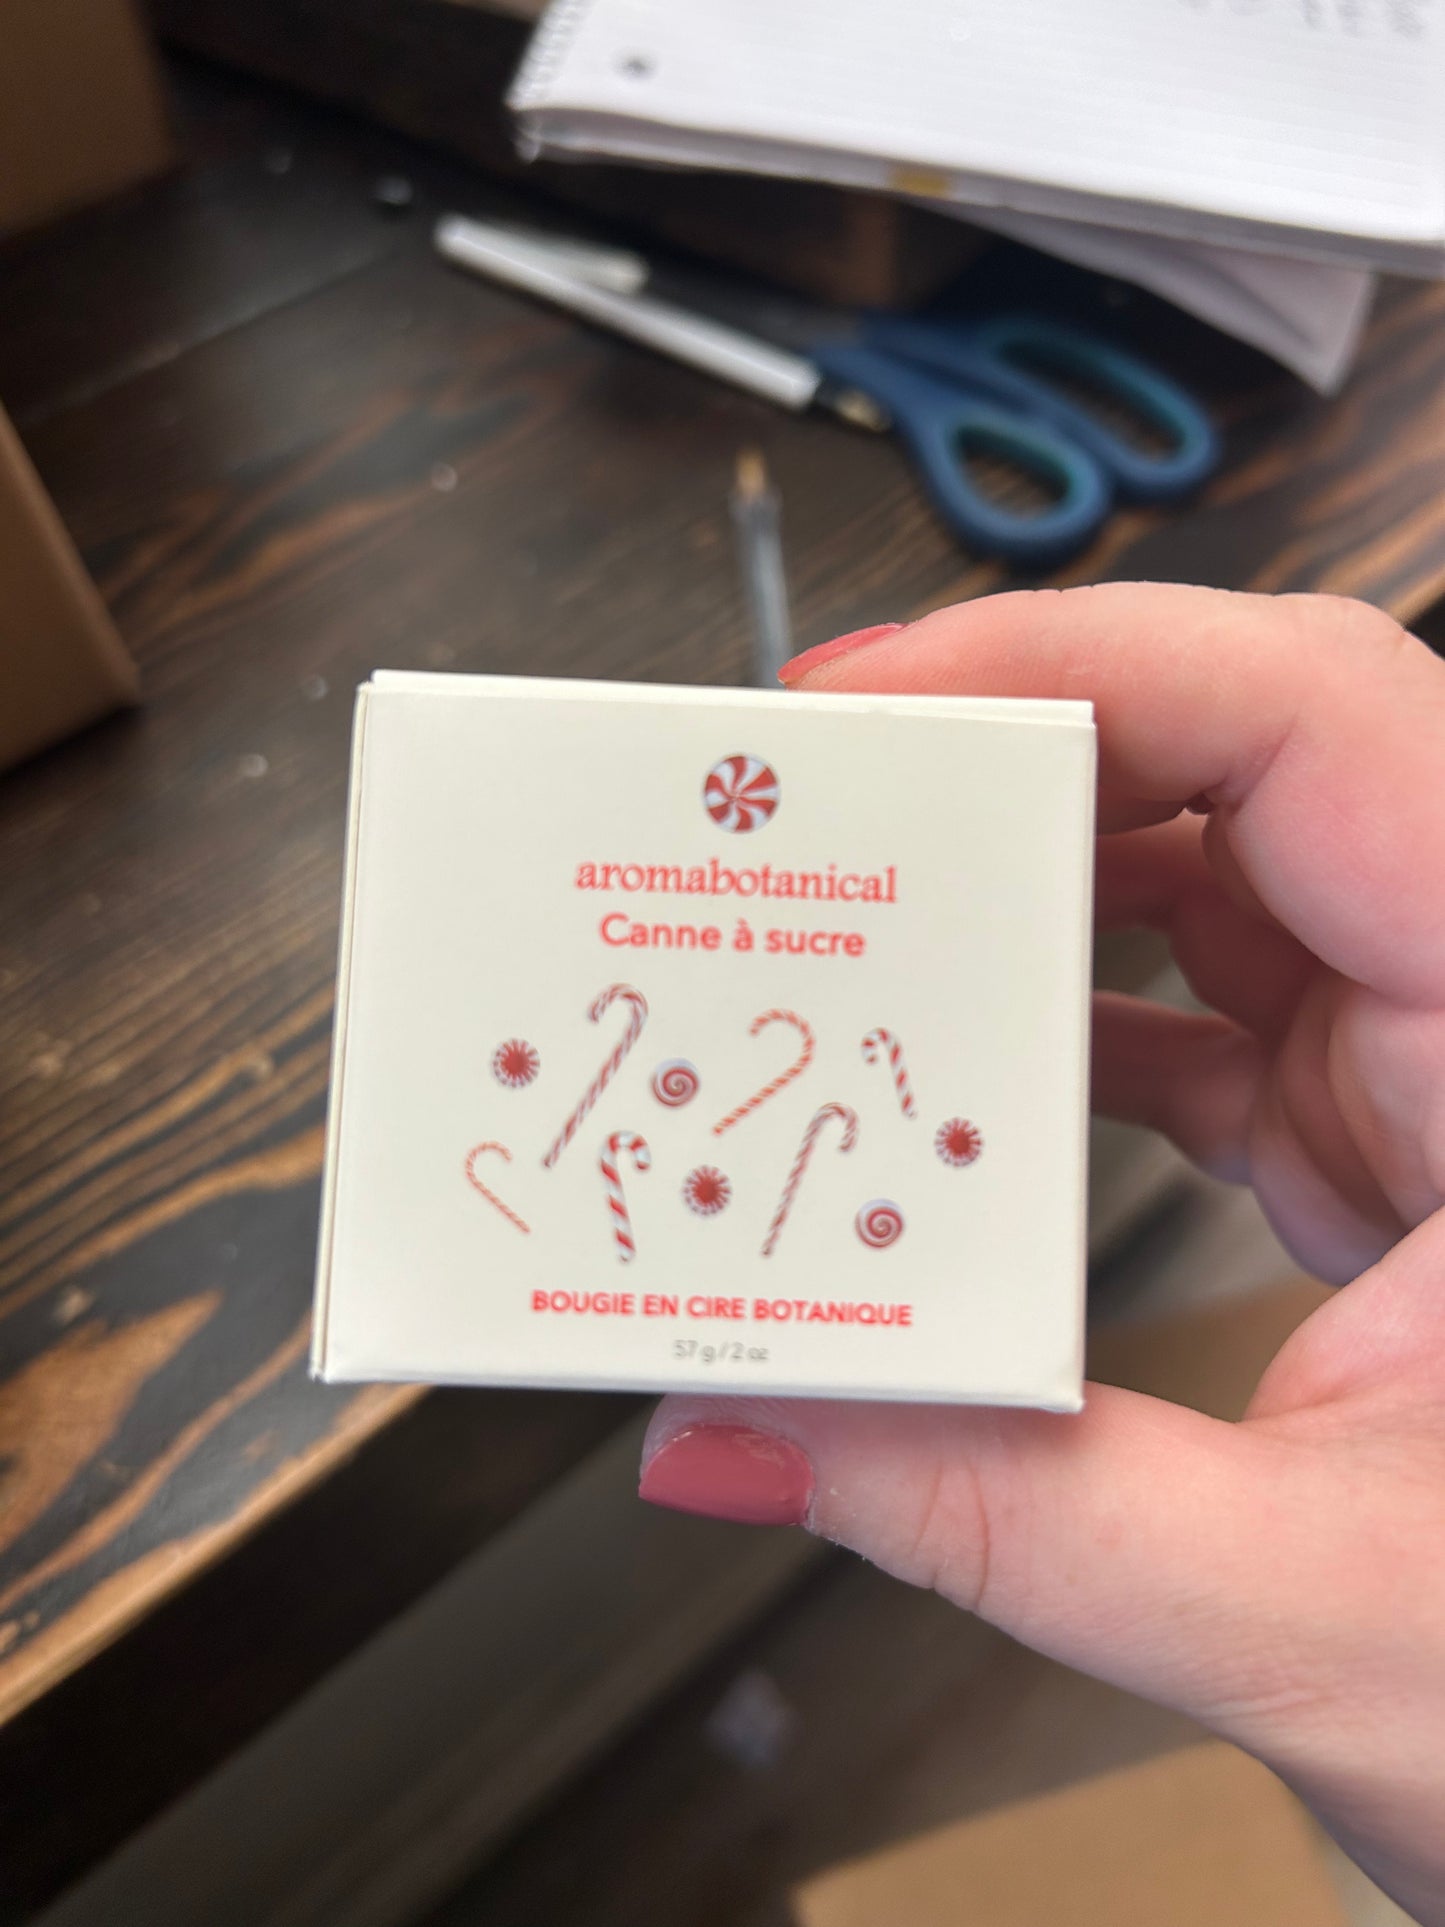 aromabotanical
Canne à sucre
BOUGIE EN CIRE BOTANIQUE
57 g / 2 oz